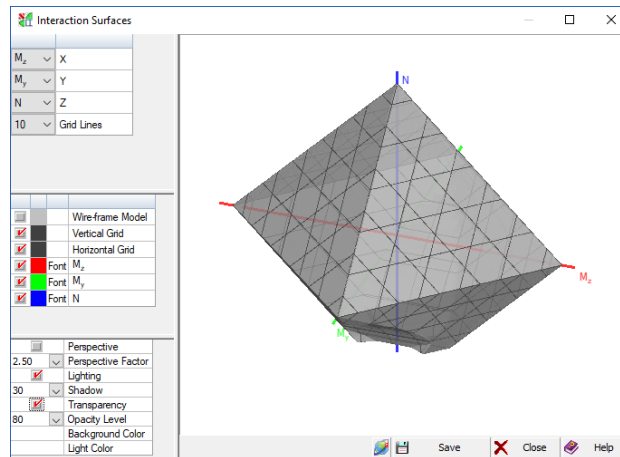 Interaction Surfaces
Mz X
My Y
N Z
10 Grid Lines
Wire-frame Model
Vertical Grid
Horizontal Grid
Font Mz
Font My
Font N
Perspective
2.50 Perspective Factor
Lighting
30 Shadow
Transparency
80 Opacity Level
Background Color
Light Color
N
Mz
My
Save Close Help